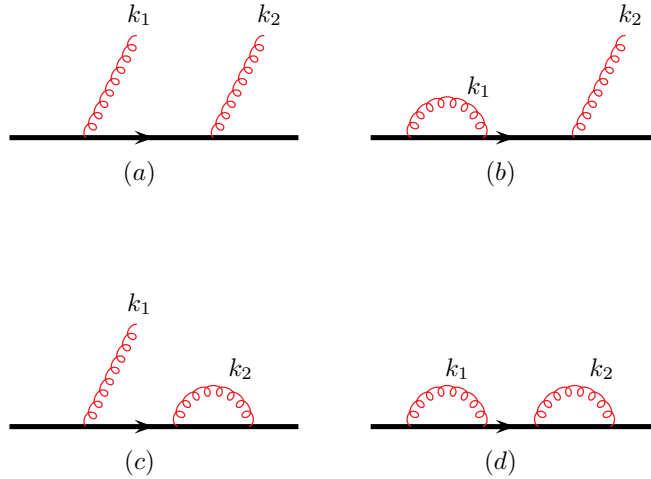 k₁ k₂ k₂
k₁
(a) (b)
k₁
k₂ k₁ k₂
(c) (d)